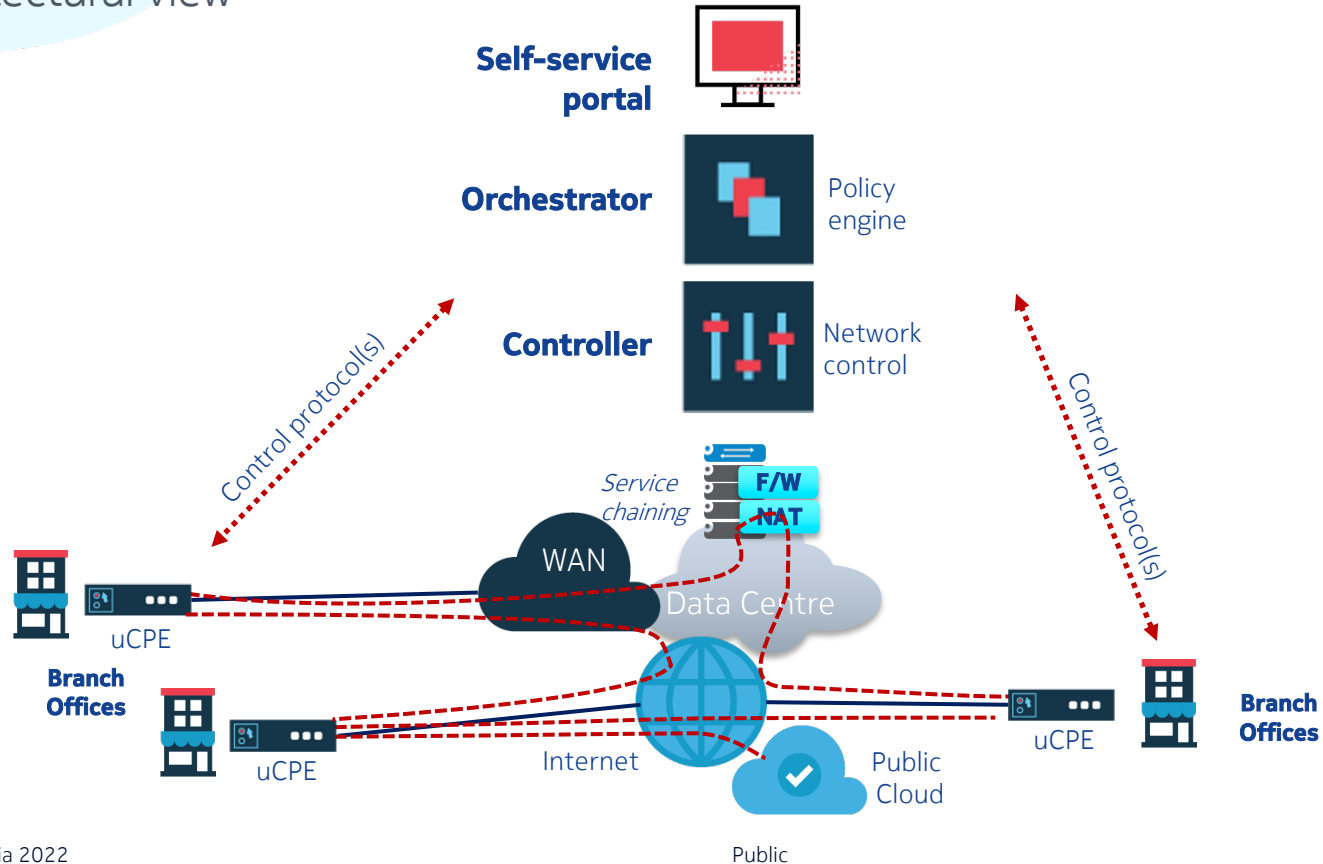 Self-service
portal
Orchestrator
Policy
engine
Controller
Network
control
Control protocol(s)
Control protocol(s)
Service
chaining
F/W
NAT
WAN
Data Centre
uCPE
Branch
Offices
uCPE
Internet
Public
Cloud
uCPE
Branch
Offices
2022
Public